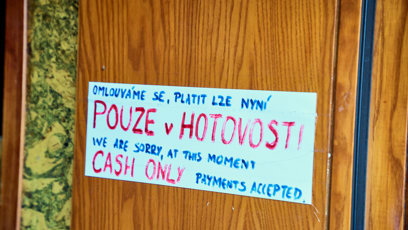 OMLOUVÁME SE, PLATIT LZE NYNÍ
POUZE v HOTOVOSTI
WE ARE SORRY, AT THIS MOMENT
CASH ONLY PAYMENTS ACCEPTED.